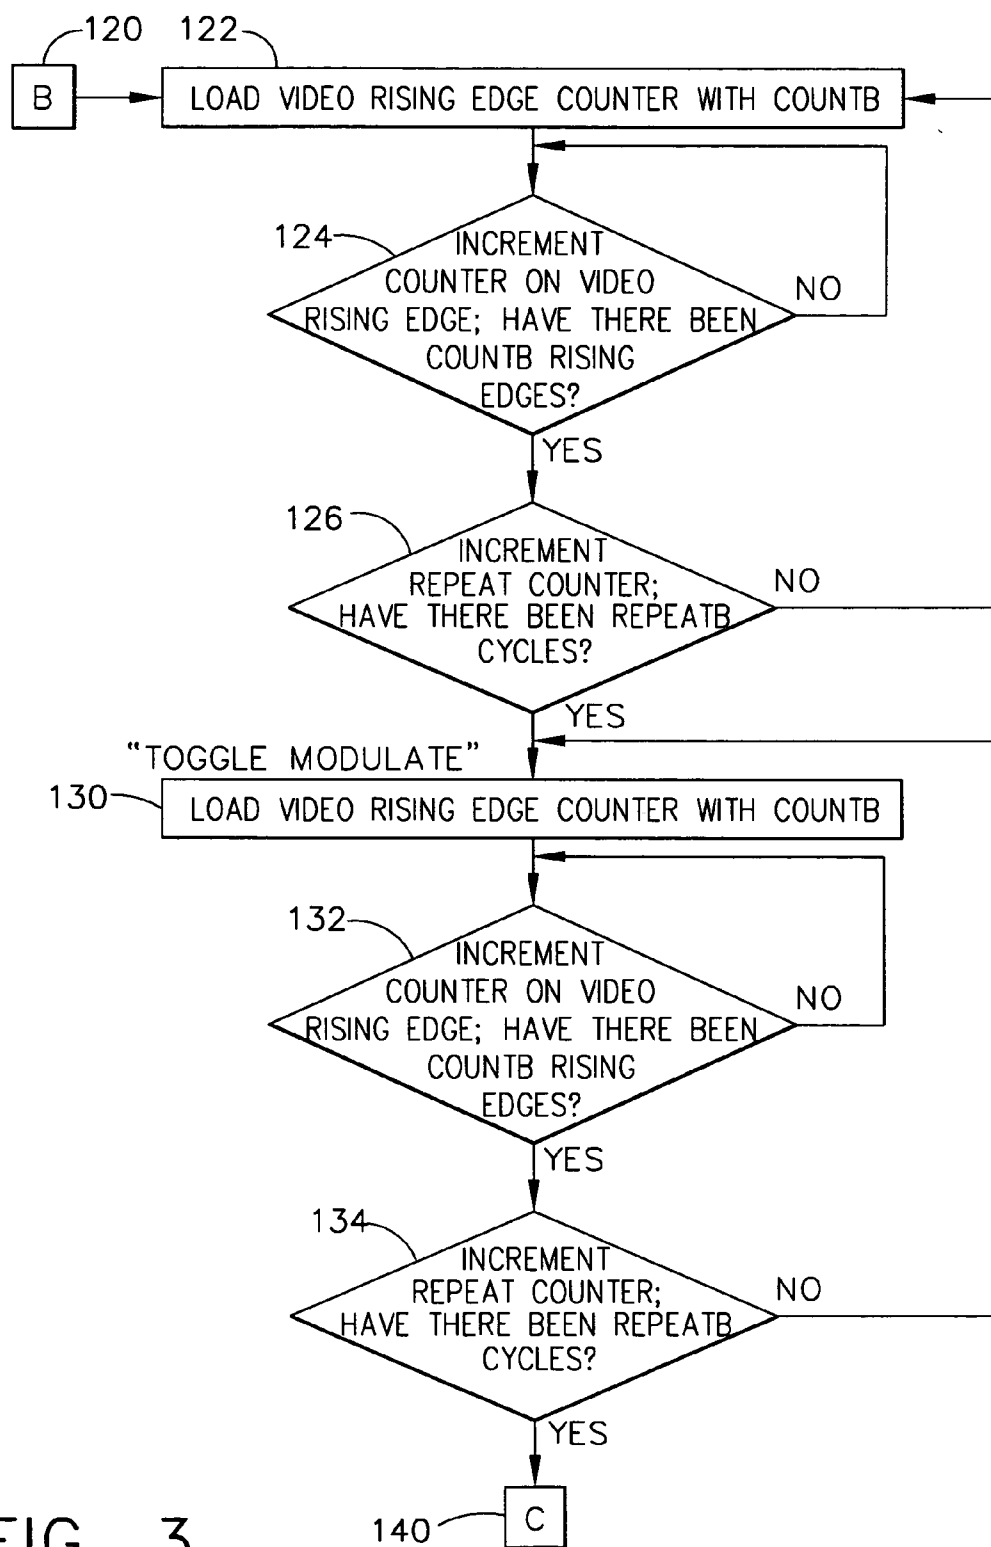 120 122
B LOAD VIDEO RISING EDGE COUNTER WITH COUNTB
124 INCREMENT
COUNTER ON VIDEO
NO
RISING EDGE; HAVE THERE BEEN
COUNTB RISING
EDGES?
YES
126 INCREMENT
REPEAT COUNTER;
NO
HAVE THERE BEEN REPEATB
CYCLES?
YES
"TOGGLE MODULATE"
130 LOAD VIDEO RISING EDGE COUNTER WITH COUNTB
132 INCREMENT
COUNTER ON VIDEO
NO
RISING EDGE; HAVE THERE BEEN
COUNTB RISING
EDGES?
YES
134 INCREMENT
REPEAT COUNTER;
NO
HAVE THERE BEEN REPEATB
CYCLES?
YES
140 C
FIG. 3